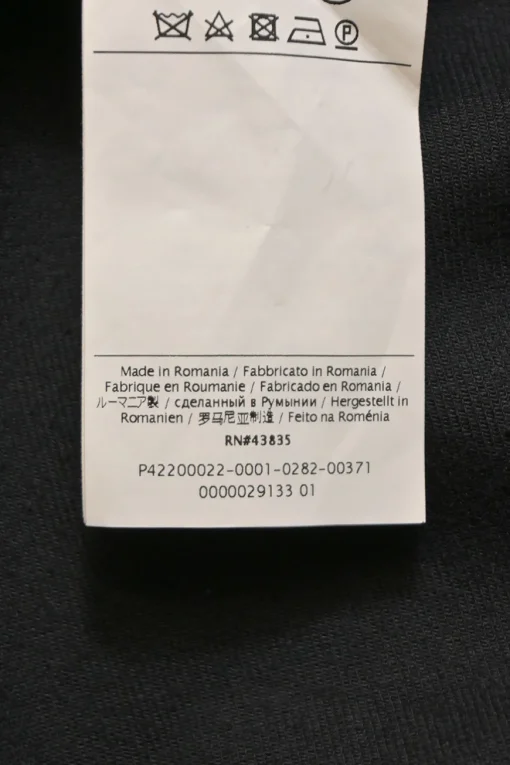 P
Made in Romania / Fabbricato in Romania /
Fabrique en Roumanie / Fabricado en Romania /
ルーマニア製 / сделанный в Румынии / Hergestellt in
Romanien / 罗马尼亚制造 / Feito na Roménia
RN#43835
P42200022-0001-0282-00371
0000029133 01